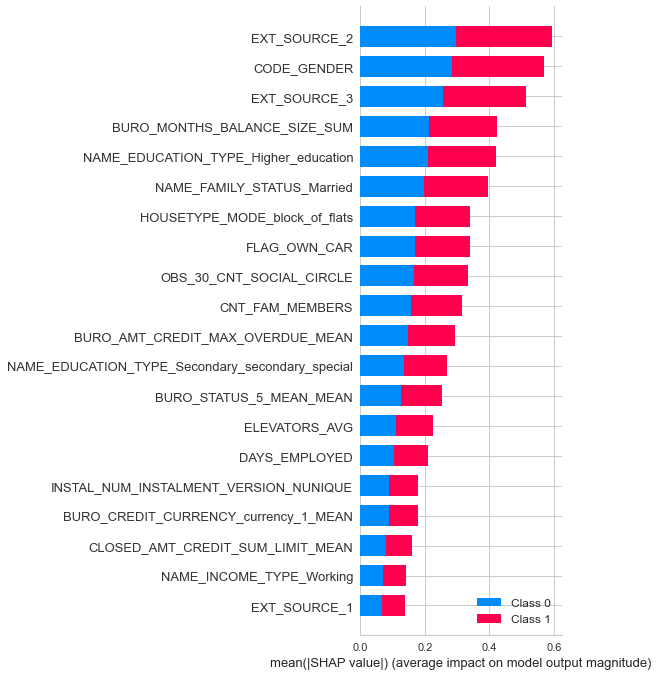 EXT_SOURCE_2
CODE_GENDER
EXT_SOURCE_3
BURO_MONTHS_BALANCE_SIZE_SUM
NAME_EDUCATION_TYPE_Higher_education
NAME_FAMILY_STATUS_Married
HOUSETYPE_MODE_block_of_flats
FLAG_OWN_CAR
OBS_30_CNT_SOCIAL_CIRCLE
CNT_FAM_MEMBERS
BURO_AMT_CREDIT_MAX_OVERDUE_MEAN
NAME_EDUCATION_TYPE_Secondary_secondary_special
BURO_STATUS_5_MEAN_MEAN
ELEVATORS_AVG
DAYS_EMPLOYED
INSTAL_NUM_INSTALMENT_VERSION_NUNIQUE
BURO_CREDIT_CURRENCY_currency_1_MEAN
CLOSED_AMT_CREDIT_SUM_LIMIT_MEAN
NAME_INCOME_TYPE_Working
EXT_SOURCE_1
Class 0
Class 1
0.0 0.2 0.4 0.6
mean(|SHAP value|) (average impact on model output magnitude)